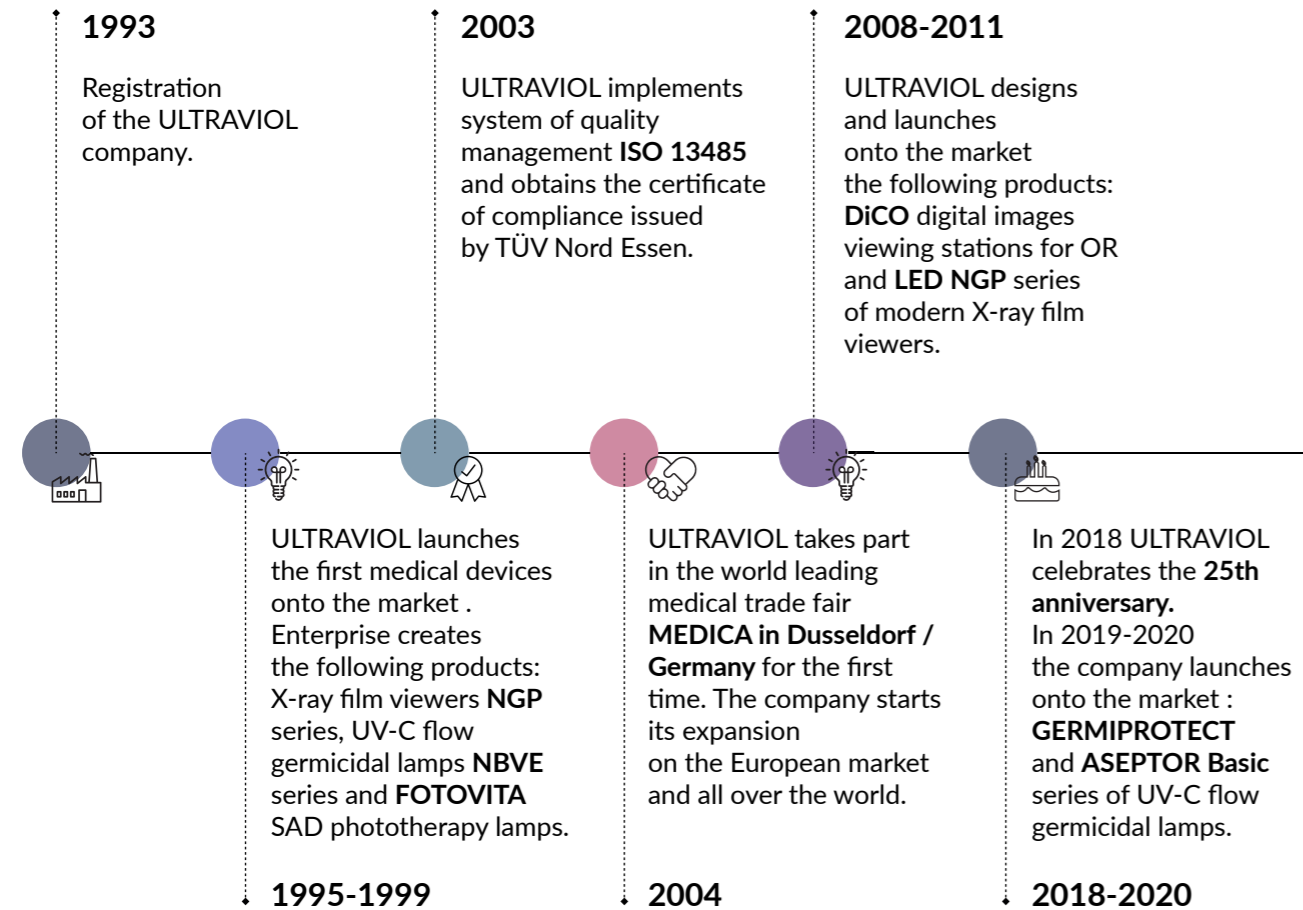 1993
Registration
of the ULTRAVIOL
company.
ULTRAVIOL launches
the first medical devices
onto the market .
Enterprise creates
the following products:
X-ray film viewers NGP
series, UV-C flow
germicidal lamps NBVE
series and FOTOVITA
SAD phototherapy lamps.
1995-1999
2003
ULTRAVIOL implements
system of quality
management ISO 13485
and obtains the certificate
of compliance issued
by TÜV Nord Essen.
ULTRAVIOL takes part
in the world leading
medical trade fair
MEDICA in Dusseldorf /
Germany for the first
time. The company starts
its expansion
on the European market
and all over the world.
2004
2008-2011
ULTRAVIOL designs
and launches
onto the market
the following products:
DiCO digital images
viewing stations for OR
and LED NGP series
of modern X-ray film
viewers.
In 2018 ULTRAVIOL
celebrates the 25th
anniversary.
In 2019-2020
the company launches
onto the market :
GERMIPROTECT
and ASEPTOR Basic
series of UV-C flow
germicidal lamps.
2018-2020